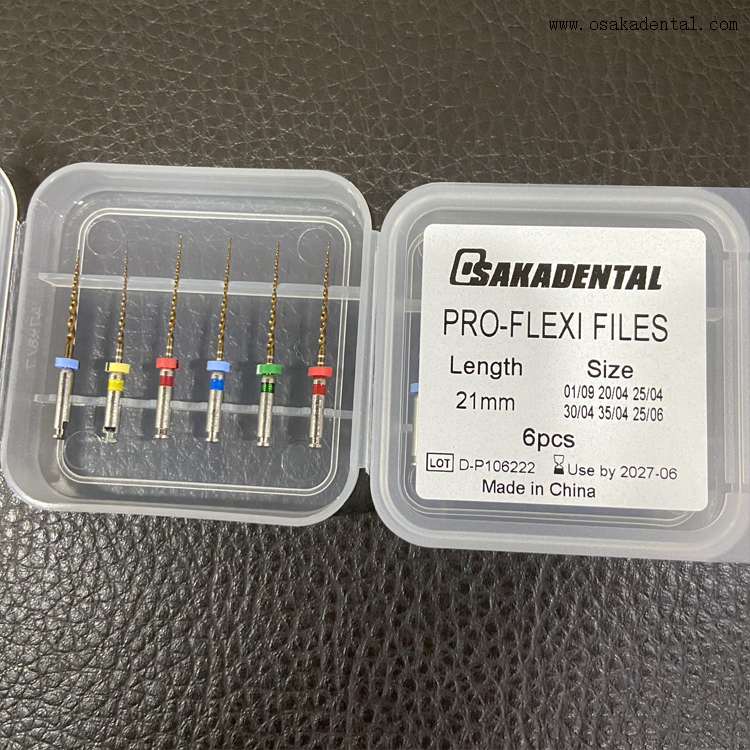 www.osakadental.com
OSAKADENTAL
PRO-FLEXI FILES
Length Size
21mm 01/09 20/04 25/04
30/04 35/04 25/06
6pcs
LOT D-P106222 Use by 2027-06
Made in China